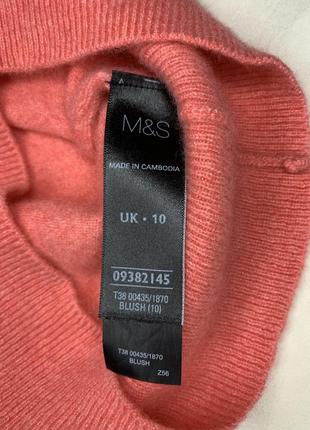 A
M&S
MADE IN CAMBODIA
UK • 10
09382145
T38 00435/1870
BLUSH (10)
T38 00435/1870
BLUSH
Z56